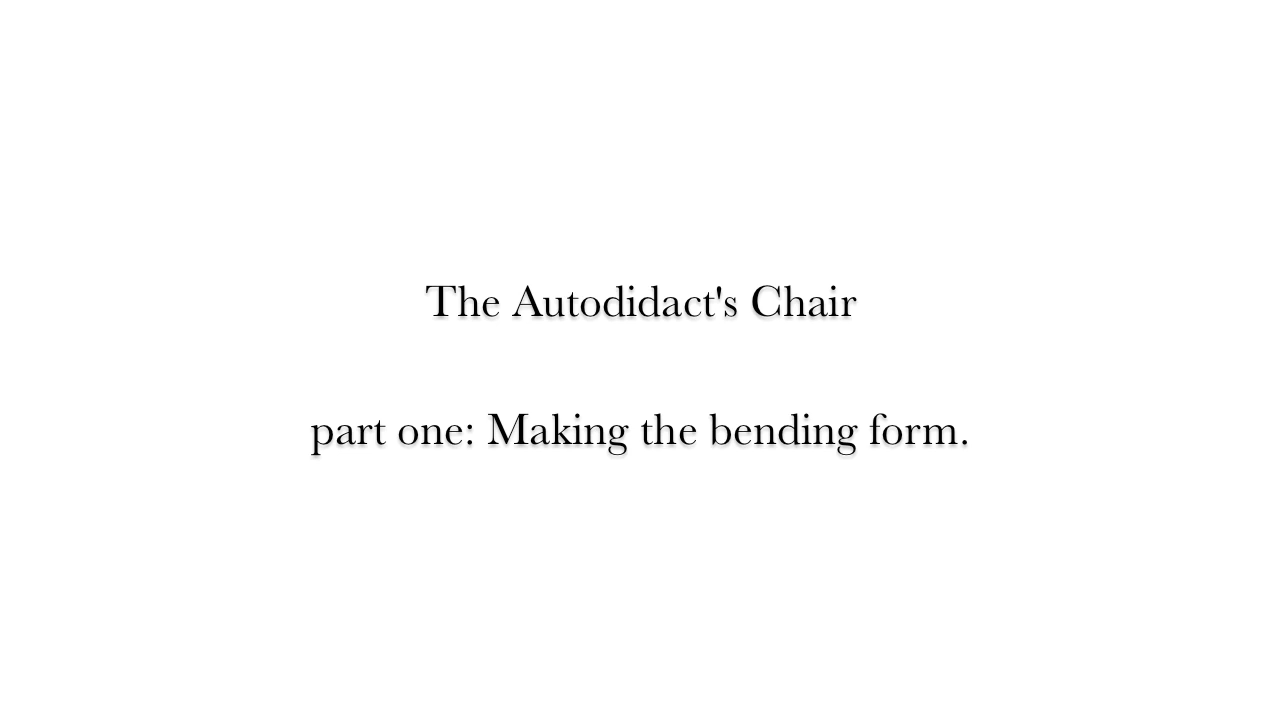 The Autodidact's Chair
part one: Making the bending form.